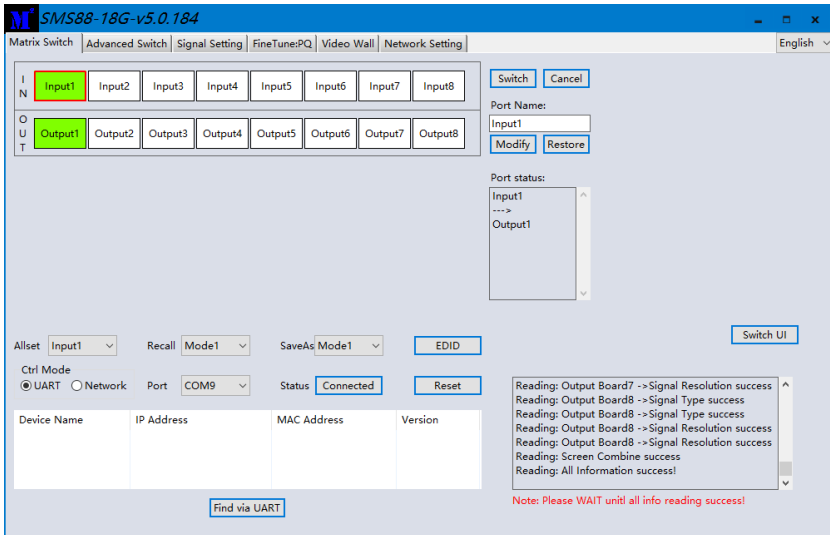 M SMS88-18G-v5.0.184
Matrix Switch Advanced Switch Signal Setting FineTune:PQ Video Wall Network Setting English
IN Input1 Input2 Input3 Input4 Input5 Input6 Input7 Input8
OUT Output1 Output2 Output3 Output4 Output5 Output6 Output7 Output8
Switch Cancel
Port Name:
Input1
Modify Restore
Port status:
Input1
--->
Output1
Switch UI
Allset Input1 Recall Mode1 SaveAs Mode1 EDID
Ctrl Mode
UART Network Port COM9 Status Connected Reset
Device Name IP Address MAC Address Version
Find via UART
Reading: Output Board7 ->Signal Resolution success
Reading: Output Board8 ->Signal Type success
Reading: Output Board8 ->Signal Type success
Reading: Output Board8 ->Signal Resolution success
Reading: Output Board8 ->Signal Resolution success
Reading: Screen Combine success
Reading: All Information success!
Note: Please WAIT unitl all info reading success!